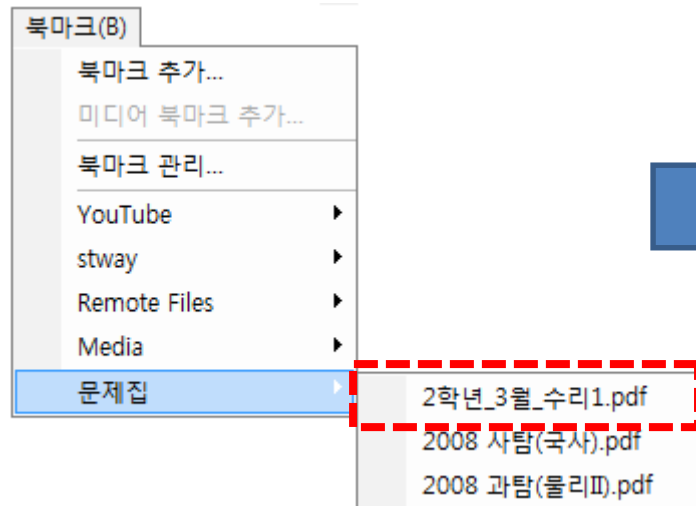 북마크(B)
북마크 추가...
미디어 북마크 추가...
북마크 관리...
YouTube
stway
Remote Files
Media
문제집
2학년_3월_수리1.pdf
2008 사탐(국사).pdf
2008 과탐(물리II).pdf